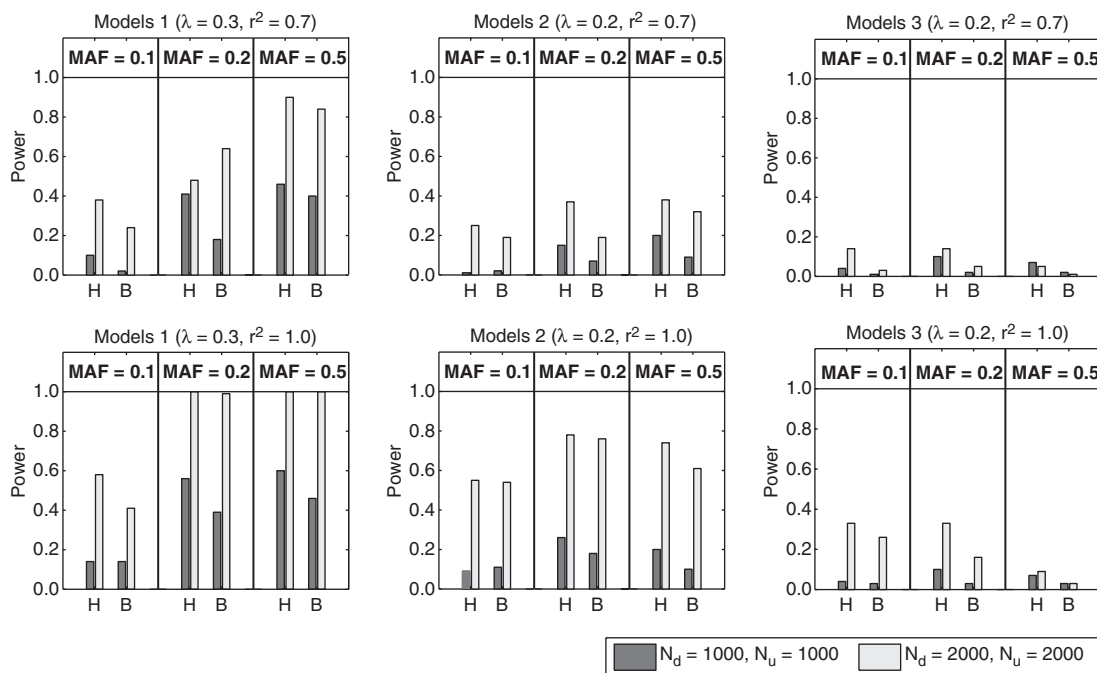 Models 1 (λ = 0.3, r² = 0.7)
MAF = 0.1 MAF = 0.2 MAF = 0.5
1.0
0.8
0.6
0.4
0.2
0.0
Power
H B H B H B
Models 2 (λ = 0.2, r² = 0.7)
MAF = 0.1 MAF = 0.2 MAF = 0.5
1.0
0.8
0.6
0.4
0.2
0.0
Power
H B H B H B
Models 3 (λ = 0.2, r² = 0.7)
MAF = 0.1 MAF = 0.2 MAF = 0.5
1.0
0.8
0.6
0.4
0.2
0.0
Power
H B H B H B
Models 1 (λ = 0.3, r² = 1.0)
MAF = 0.1 MAF = 0.2 MAF = 0.5
1.0
0.8
0.6
0.4
0.2
0.0
Power
H B H B H B
Models 2 (λ = 0.2, r² = 1.0)
MAF = 0.1 MAF = 0.2 MAF = 0.5
1.0
0.8
0.6
0.4
0.2
0.0
Power
H B H B H B
Models 3 (λ = 0.2, r² = 1.0)
MAF = 0.1 MAF = 0.2 MAF = 0.5
1.0
0.8
0.6
0.4
0.2
0.0
Power
H B H B H B
N_d = 1000, N_u = 1000 N_d = 2000, N_u = 2000